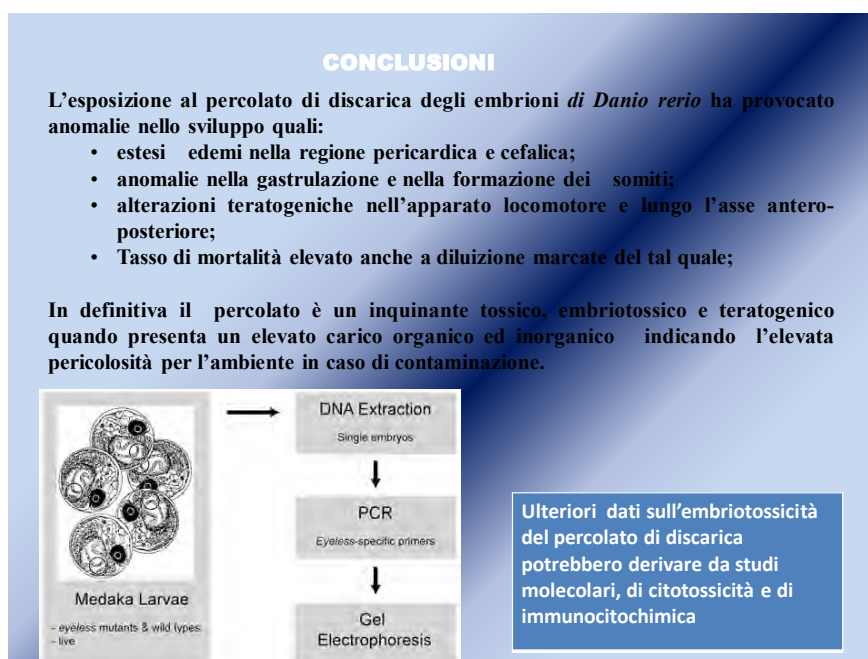 CONCLUSIONI
L’esposizione al percolato di discarica degli embrioni di Danio rerio ha provocato
anomalie nello sviluppo quali:
• estesi edemi nella regione pericardica e cefalica;
• anomalie nella gastrulazione e nella formazione dei somiti;
• alterazioni teratogeniche nell’apparato locomotore e lungo l’asse antero-
posteriore;
• Tasso di mortalità elevato anche a diluizione marcate del tal quale;
In definitiva il percolato è un inquinante tossico, embriotossico e teratogenico
quando presenta un elevato carico organico ed inorganico indicando l’elevata
pericolosità per l’ambiente in caso di contaminazione.
Medaka Larvae
- eyeless mutants & wild types
- live
DNA Extraction
Single embryos
PCR
Eyeless-specific primers
Gel
Electrophoresis
Ulteriori dati sull’embriotossicità
del percolato di discarica
potrebbero derivare da studi
molecolari, di citotossicità e di
immunocitochimica